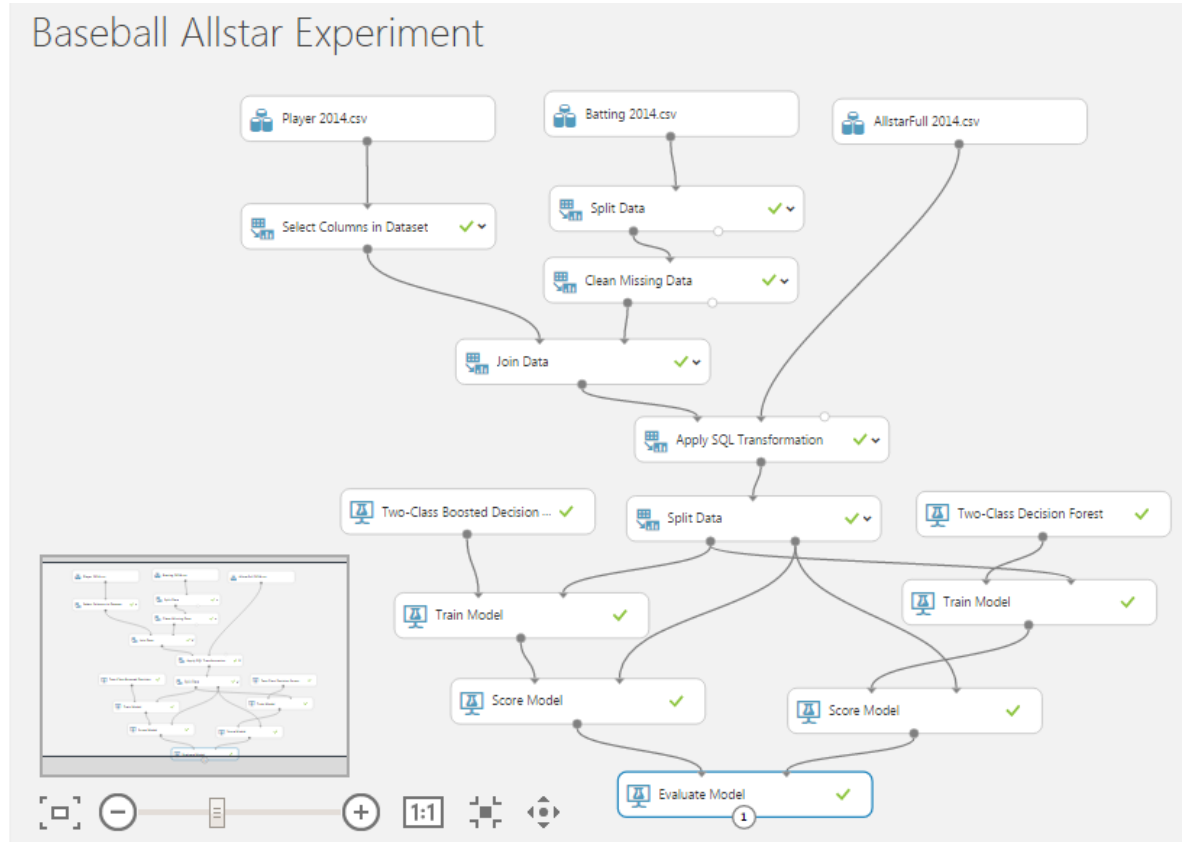 Baseball Allstar Experiment
Player 2014.csv
Batting 2014.csv
AllstarFull 2014.csv
Select Columns in Dataset
Split Data
Clean Missing Data
Join Data
Apply SQL Transformation
Two-Class Boosted Decision ...
Split Data
Two-Class Decision Forest
Train Model
Train Model
Score Model
Score Model
Evaluate Model
1
1:1